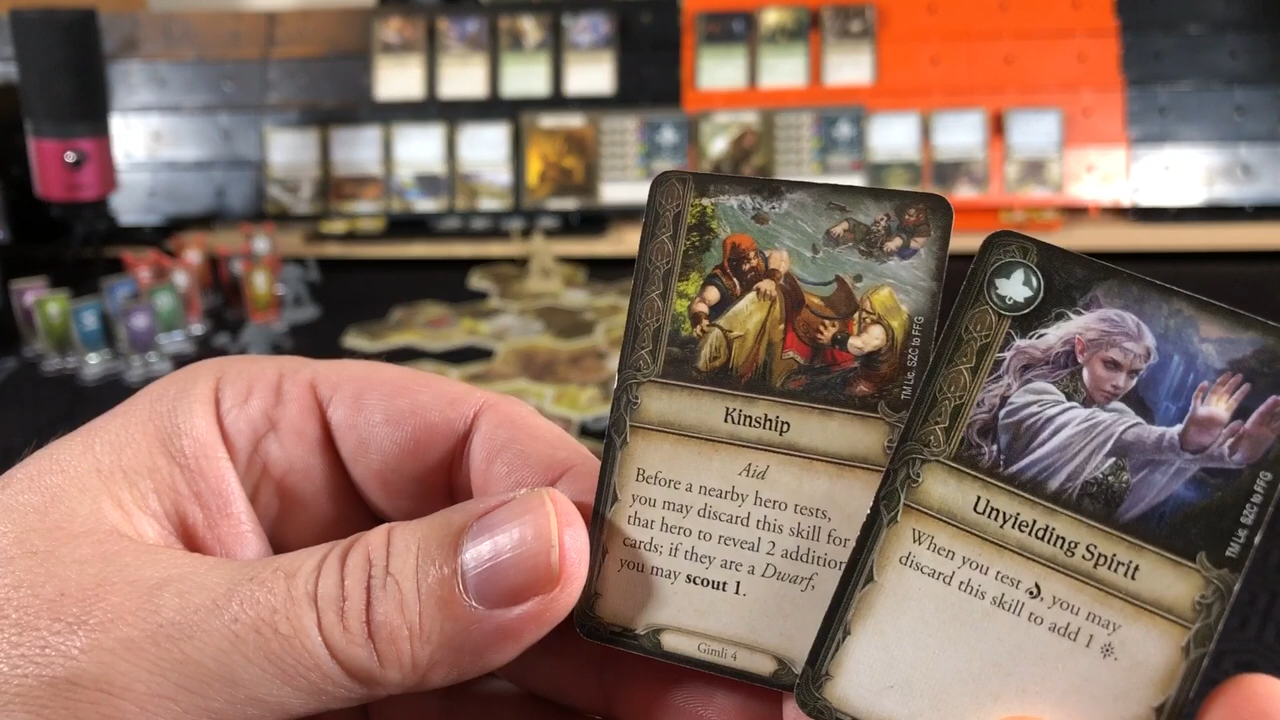 Kinship
Aid
Before a nearby hero tests,
you may discard this skill for
that hero to reveal 2 addition
cards; if they are a Dwarf,
you may scout 1.
Gimli 4
TM Lic. SZC to FFG
Unyielding Spirit
When you test , you may
discard this skill to add 1 .
TM Lic. SZC to FFG